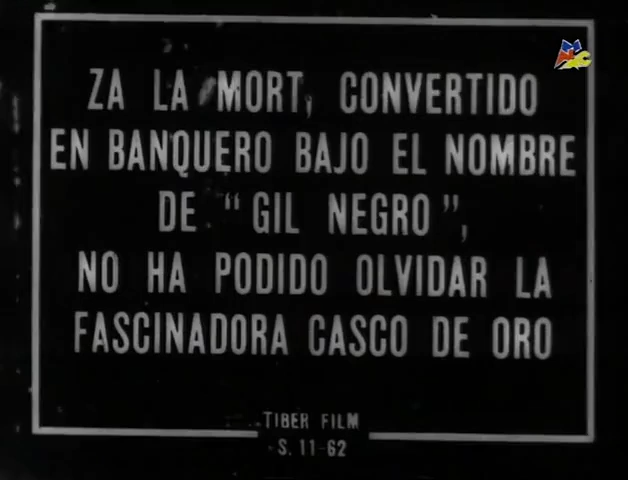 ZA LA MORT, CONVERTIDO
EN BANQUERO BAJO EL NOMBRE
DE "GIL NEGRO",
NO HA PODIDO OLVIDAR LA
FASCINADORA CASCO DE ORO
TIBER FILM
S. 11-62